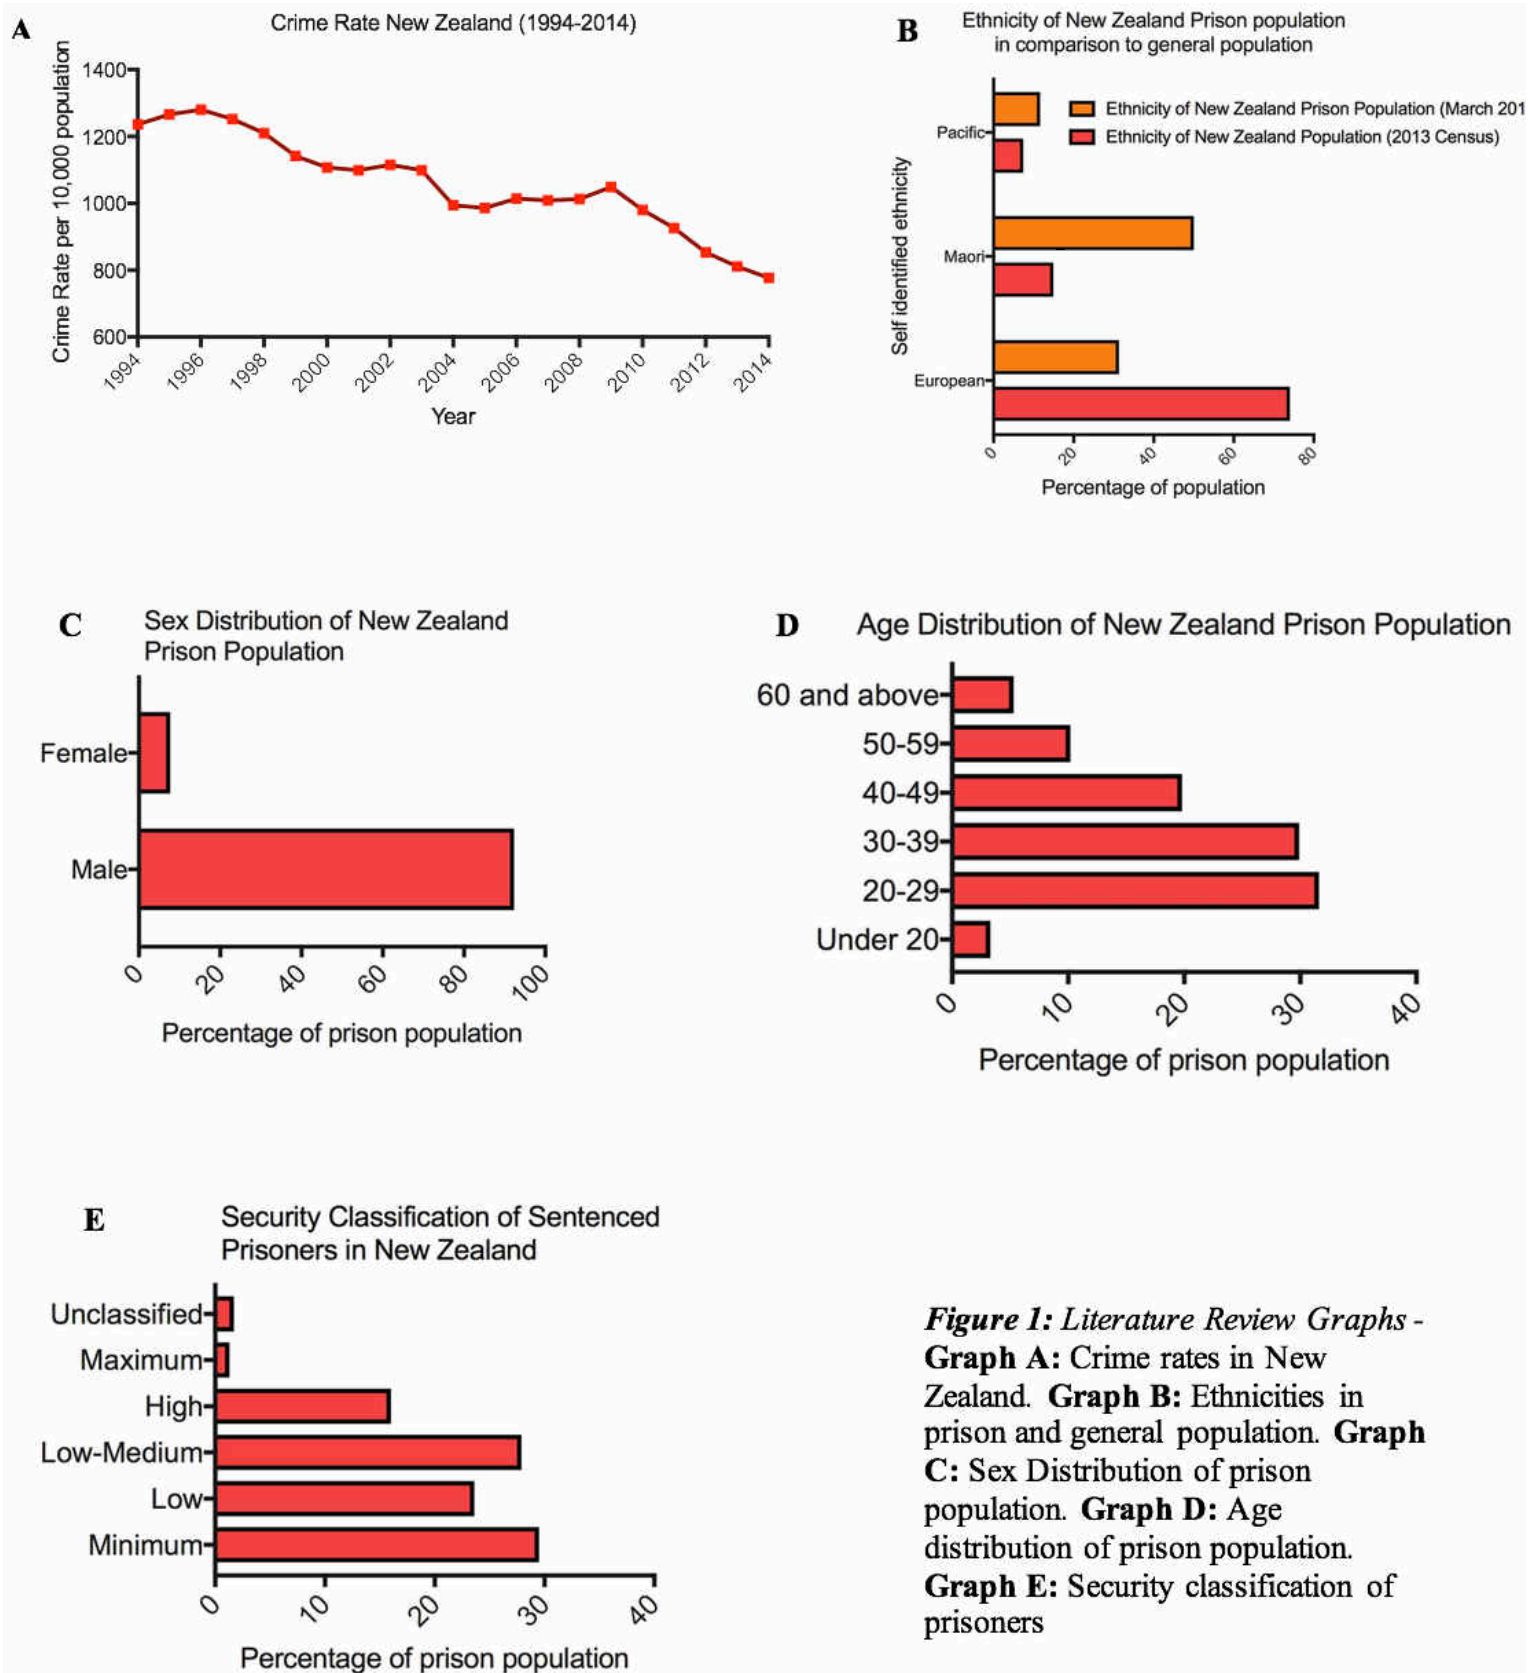 A
Crime Rate New Zealand (1994-2014)
Crime Rate per 10,000 population
1400
1200
1000
800
600
1994
1996
1998
2000
2002
2004
2006
2008
2010
2012
2014
Year
B
Ethnicity of New Zealand Prison population
in comparison to general population
Ethnicity of New Zealand Prison Population (March 201
Ethnicity of New Zealand Population (2013 Census)
Self identified ethnicity
Pacific
Maori
European
0
20
40
60
80
Percentage of population
C
Sex Distribution of New Zealand
Prison Population
Female
Male
0
20
40
60
80
100
Percentage of prison population
D
Age Distribution of New Zealand Prison Population
60 and above
50-59
40-49
30-39
20-29
Under 20
0
10
20
30
40
Percentage of prison population
E
Security Classification of Sentenced
Prisoners in New Zealand
Unclassified
Maximum
High
Low-Medium
Low
Minimum
0
10
20
30
40
Percentage of prison population
Figure 1: Literature Review Graphs -
Graph A: Crime rates in New
Zealand. Graph B: Ethnicities in
prison and general population. Graph
C: Sex Distribution of prison
population. Graph D: Age
distribution of prison population.
Graph E: Security classification of
prisoners